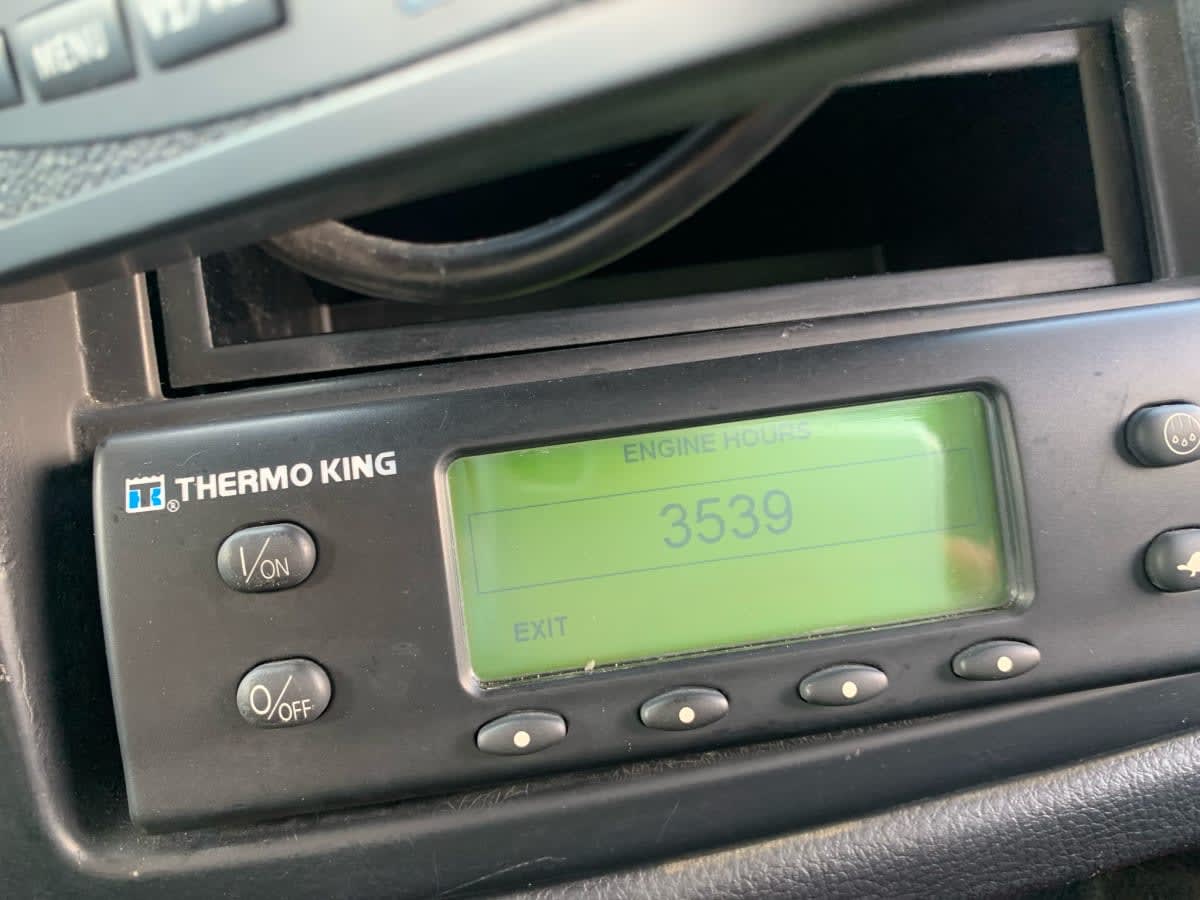 MENU
THERMO KING
®
I/ON
O/OFF
ENGINE HOURS
3539
EXIT